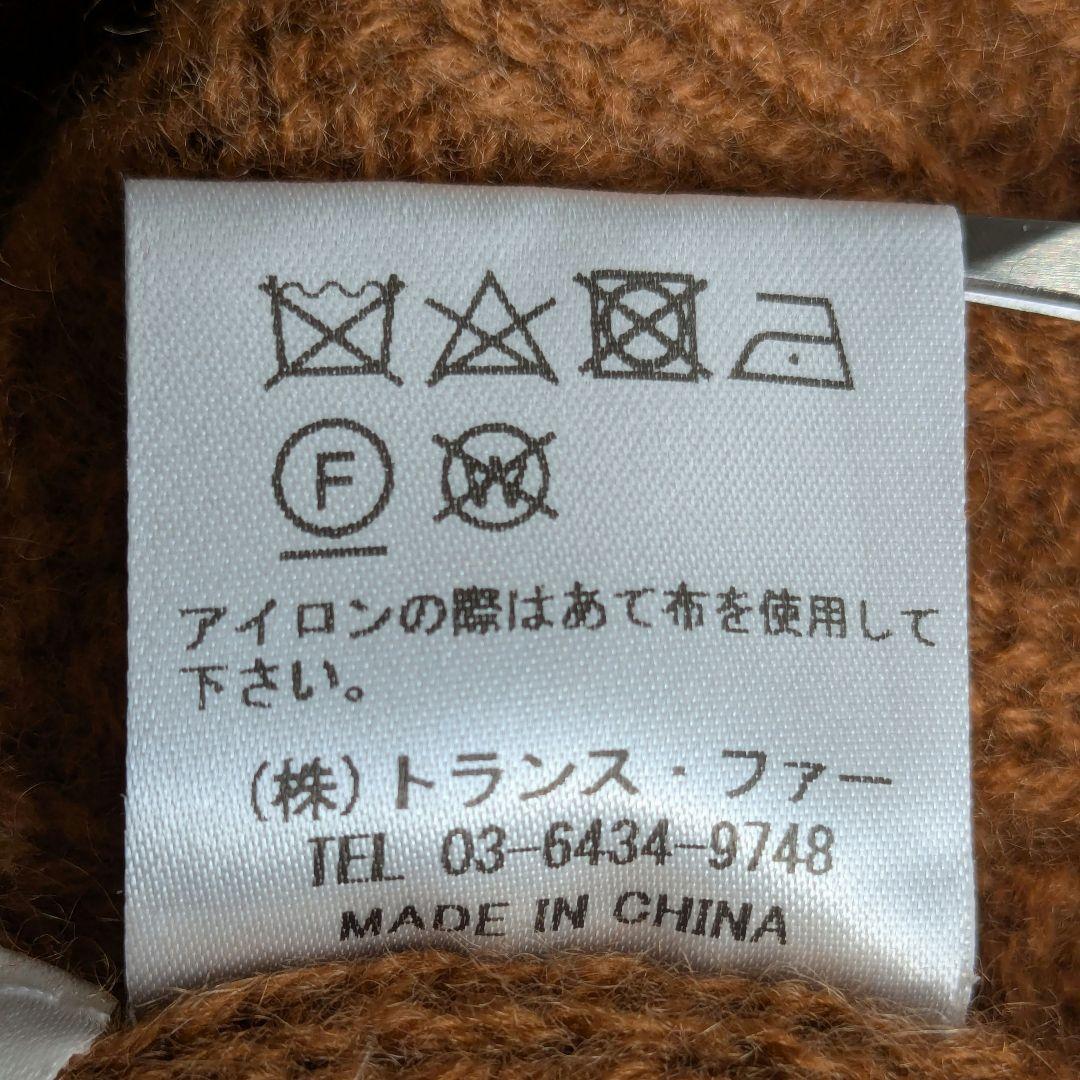 F
W
アイロンの際はあて布を使用して
下さい。
(株)トランス・ファー
TEL 03-6434-9748
MADE IN CHINA